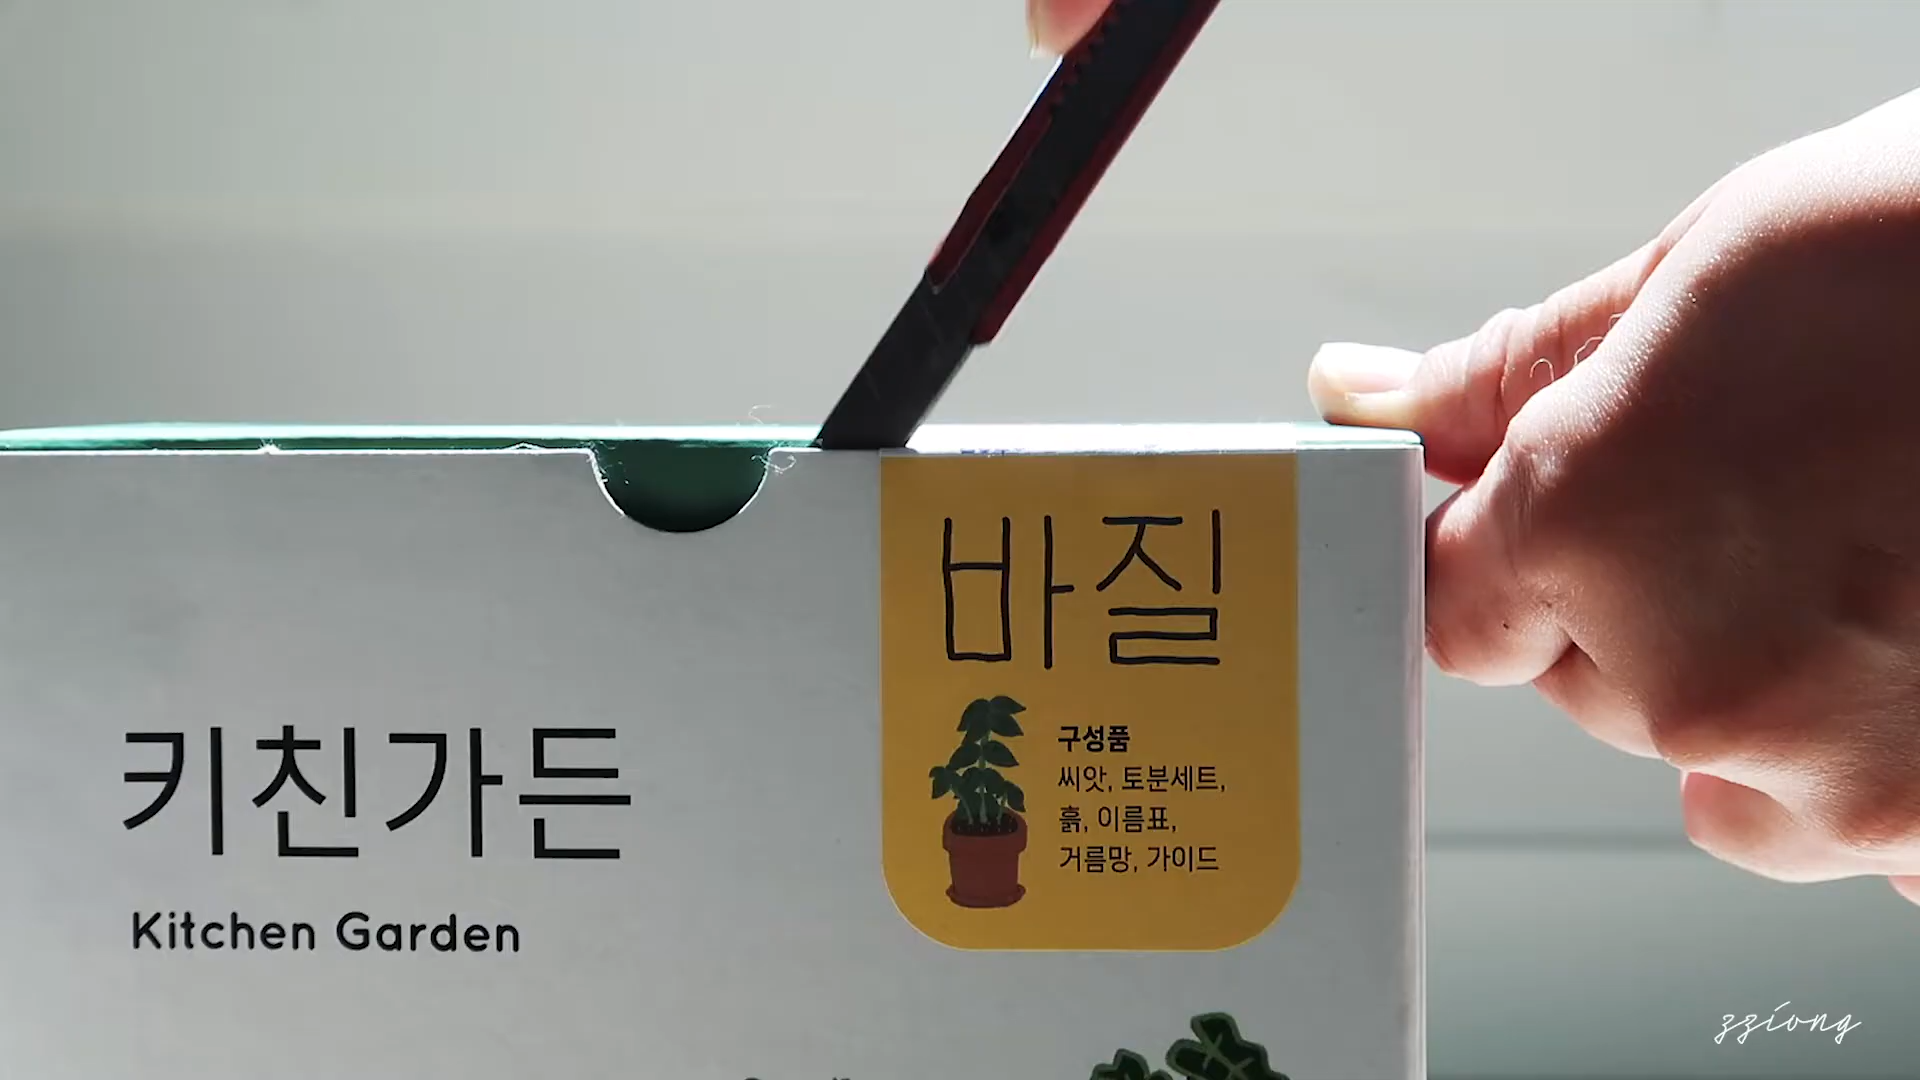 바질
구성품
씨앗, 토분세트,
흙, 이름표,
거름망, 가이드
키친가든
Kitchen Garden
zziong